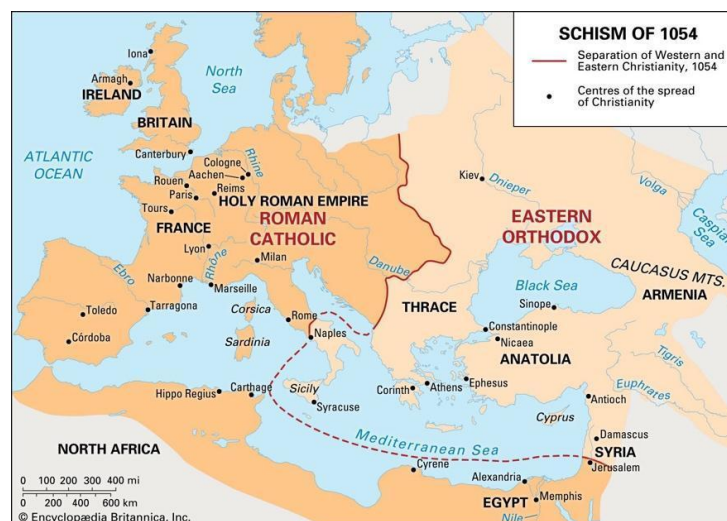 SCHISM OF 1054
Separation of Western and
Eastern Christianity, 1054
Centres of the spread
of Christianity
Iona
North
Sea
Armagh
IRELAND
BRITAIN
ATLANTIC
OCEAN
Canterbury
Cologne
Aachen
Rhine
Rouen
Reims
Paris
HOLY ROMAN EMPIRE
ROMAN
CATHOLIC
Tours
FRANCE
Lyon
Milan
Rhône
Ebro
Narbonne
Marseille
Toledo
Tarragona
Corsica
Rome
Córdoba
Sardinia
Naples
Kiev
Dnieper
Volga
Caspian
Sea
EASTERN
ORTHODOX
Danube
CAUCASUS MTS.
THRACE
Black Sea
ARMENIA
Sinope
Constantinople
Nicaea
ANATOLIA
Tigris
Euphrates
Hippo Regius
Carthage
Sicily
Syracuse
Corinth
Athens
Ephesus
Antioch
Cyprus
Mediterranean Sea
Damascus
SYRIA
Jerusalem
NORTH AFRICA
Cyrene
Alexandria
EGYPT
Memphis
Nile
0 100 200 300 400 mi
0 200 400 600 km
© Encyclopædia Britannica, Inc.